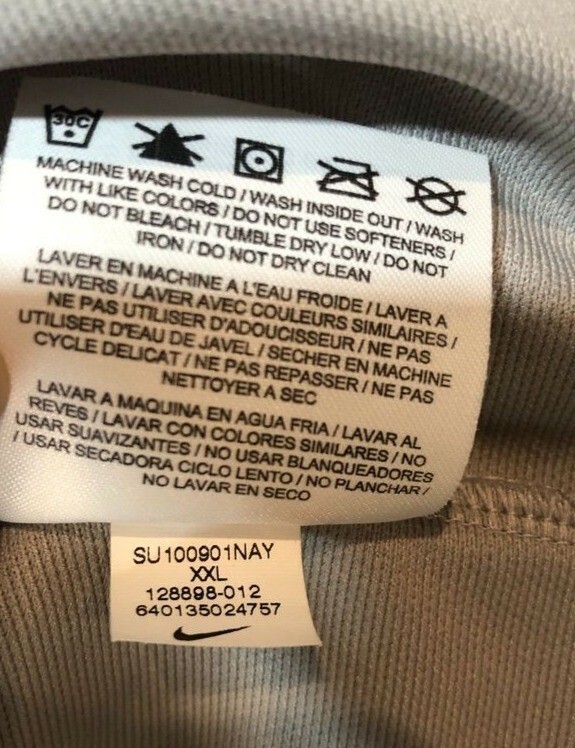 30C
MACHINE WASH COLD / WASH INSIDE OUT / WASH
WITH LIKE COLORS / DO NOT USE SOFTENERS /
DO NOT BLEACH / TUMBLE DRY LOW / DO NOT
IRON / DO NOT DRY CLEAN
LAVER EN MACHINE A L'EAU FROIDE / LAVER A
L'ENVERS / LAVER AVEC COULEURS SIMILAIRES /
NE PAS UTILISER D'ADOUCISSEUR / NE PAS
UTILISER D'EAU DE JAVEL / SECHER EN MACHINE
CYCLE DELICAT / NE PAS REPASSER / NE PAS
NETTOYER A SEC
LAVAR A MAQUINA EN AGUA FRIA / LAVAR AL
REVES / LAVAR CON COLORES SIMILARES / NO
USAR SUAVIZANTES / NO USAR BLANQUEADORES
/ USAR SECADORA CICLO LENTO / NO PLANCHAR /
NO LAVAR EN SECO
SU100901NAY
XXL
128898-012
640135024757